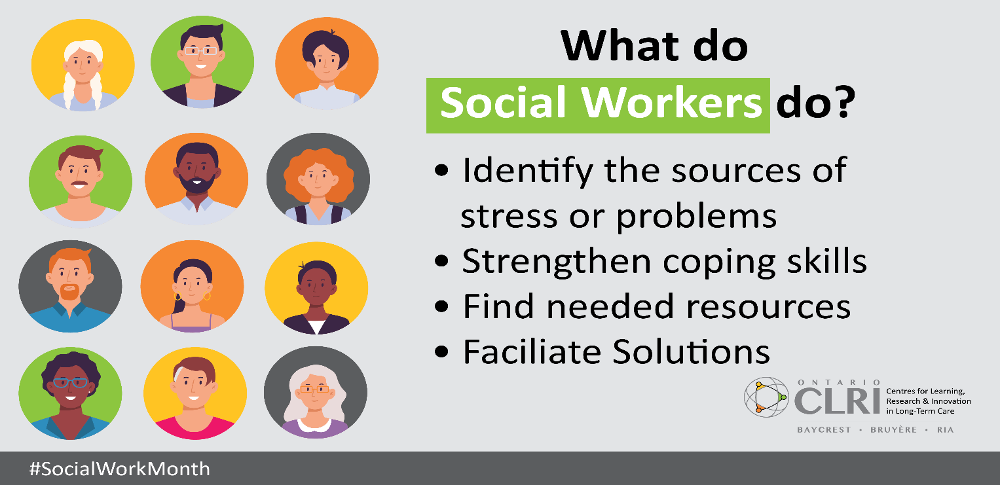 What do
Social Workers do?
• Identify the sources of
stress or problems
• Strengthen coping skills
• Find needed resources
• Faciliate Solutions
ONTARIO
CLRI
Centres for Learning,
Research & Innovation
in Long-Term Care
BAYCREST • BRUYÈRE • RIA
#SocialWorkMonth